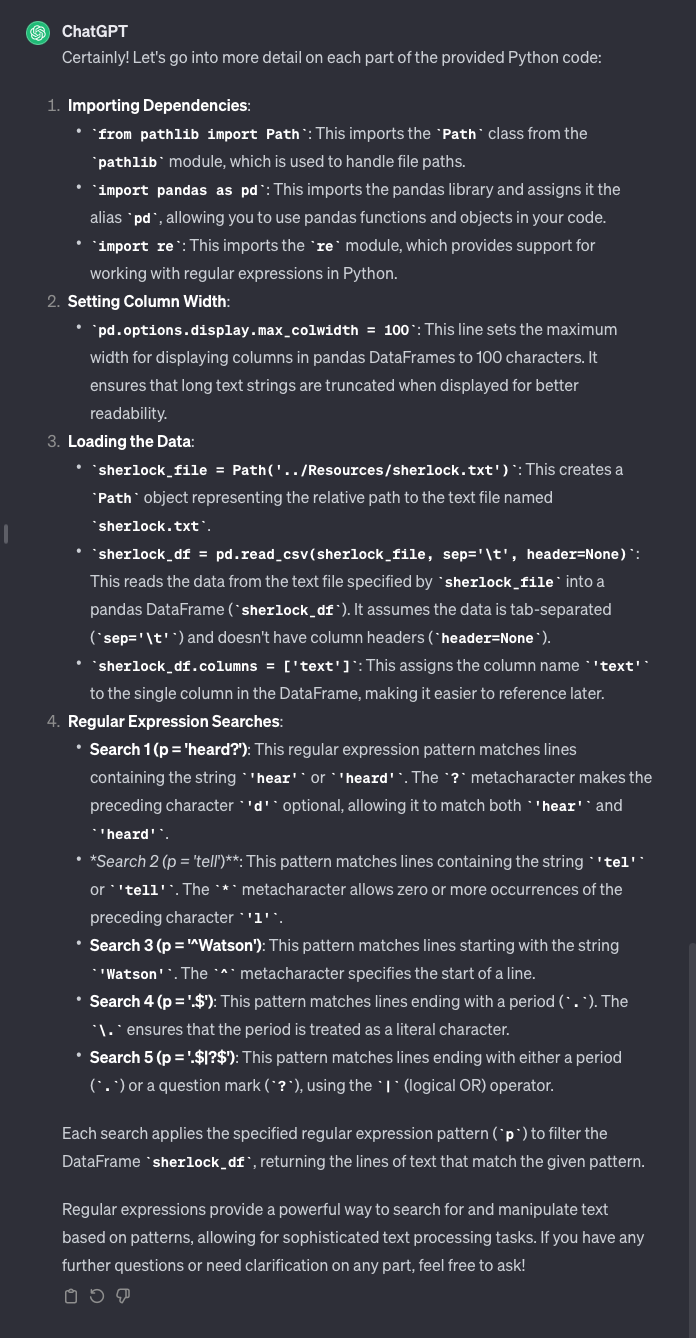 ChatGPT
Certainly! Let's go into more detail on each part of the provided Python code:
1. Importing Dependencies:
• `from pathlib import Path`: This imports the `Path` class from the
`pathlib` module, which is used to handle file paths.
• `import pandas as pd`: This imports the pandas library and assigns it the
alias `pd`, allowing you to use pandas functions and objects in your code.
• `import re`: This imports the `re` module, which provides support for
working with regular expressions in Python.
2. Setting Column Width:
• `pd.options.display.max_colwidth = 100`: This line sets the maximum
width for displaying columns in pandas DataFrames to 100 characters. It
ensures that long text strings are truncated when displayed for better
readability.
3. Loading the Data:
• `sherlock_file = Path('../Resources/sherlock.txt')`: This creates a
`Path` object representing the relative path to the text file named
`sherlock.txt`.
• `sherlock_df = pd.read_csv(sherlock_file, sep='\t', header=None)`:
This reads the data from the text file specified by `sherlock_file` into a
pandas DataFrame (`sherlock_df`). It assumes the data is tab-separated
(`sep='\t'`) and doesn't have column headers (`header=None`).
• `sherlock_df.columns = ['text']`: This assigns the column name `'text'`
to the single column in the DataFrame, making it easier to reference later.
4. Regular Expression Searches:
• Search 1 (p = 'heard?'): This regular expression pattern matches lines
containing the string `'hear'` or `'heard'`. The `?` metacharacter makes the
preceding character `'d'` optional, allowing it to match both `'hear'` and
`'heard'`.
• *Search 2 (p = 'tell')**: This pattern matches lines containing the string `'tel'`
or `'tell'`. The `*` metacharacter allows zero or more occurrences of the
preceding character `'l'`.
• Search 3 (p = '^Watson'): This pattern matches lines starting with the string
`'Watson'`. The `^` metacharacter specifies the start of a line.
• Search 4 (p = '.$'): This pattern matches lines ending with a period (`.`). The
`\.` ensures that the period is treated as a literal character.
• Search 5 (p = '.$|?$'): This pattern matches lines ending with either a period
(`.`) or a question mark (`?`), using the `|` (logical OR) operator.
Each search applies the specified regular expression pattern (`p`) to filter the
DataFrame `sherlock_df`, returning the lines of text that match the given pattern.
Regular expressions provide a powerful way to search for and manipulate text
based on patterns, allowing for sophisticated text processing tasks. If you have any
further questions or need clarification on any part, feel free to ask!